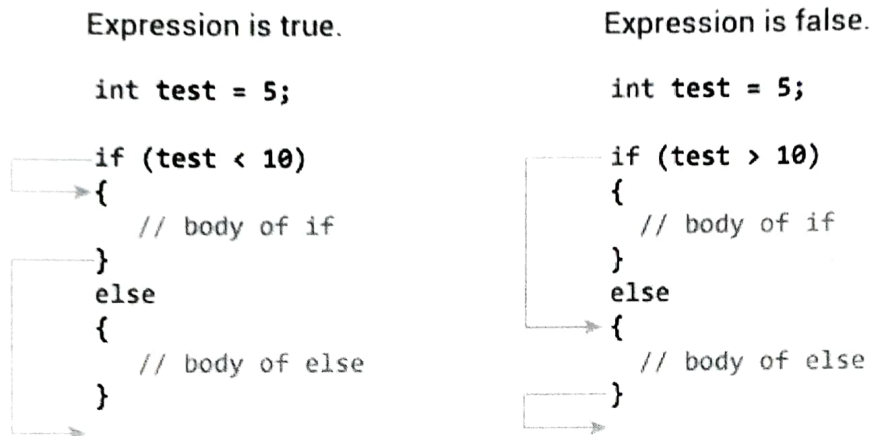 Expression is true.
int test = 5;
if (test < 10)
{
// body of if
}
else
{
// body of else
}
Expression is false.
int test = 5;
if (test > 10)
{
// body of if
}
else
{
// body of else
}